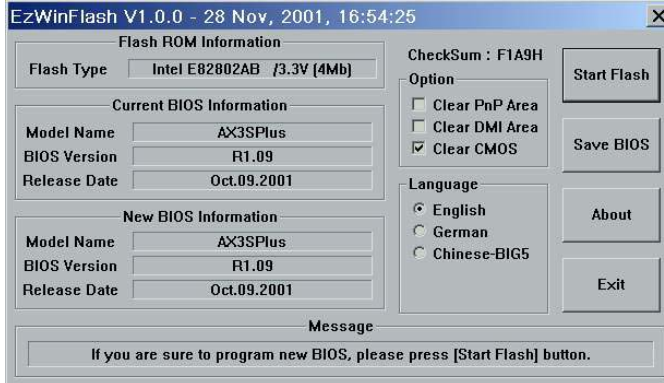 EzWinFlash V1.0.0 - 28 Nov, 2001, 16:54:25
Flash ROM Information
Flash Type Intel E82802AB /3.3V (4Mb)
Current BIOS Information
Model Name AX3SPlus
BIOS Version R1.09
Release Date Oct.09.2001
New BIOS Information
Model Name AX3SPlus
BIOS Version R1.09
Release Date Oct.09.2001
CheckSum : F1A9H
Option
Clear PnP Area
Clear DMI Area
Clear CMOS
Language
English
German
Chinese-BIG5
Start Flash
Save BIOS
About
Exit
Message
If you are sure to program new BIOS, please press [Start Flash] button.